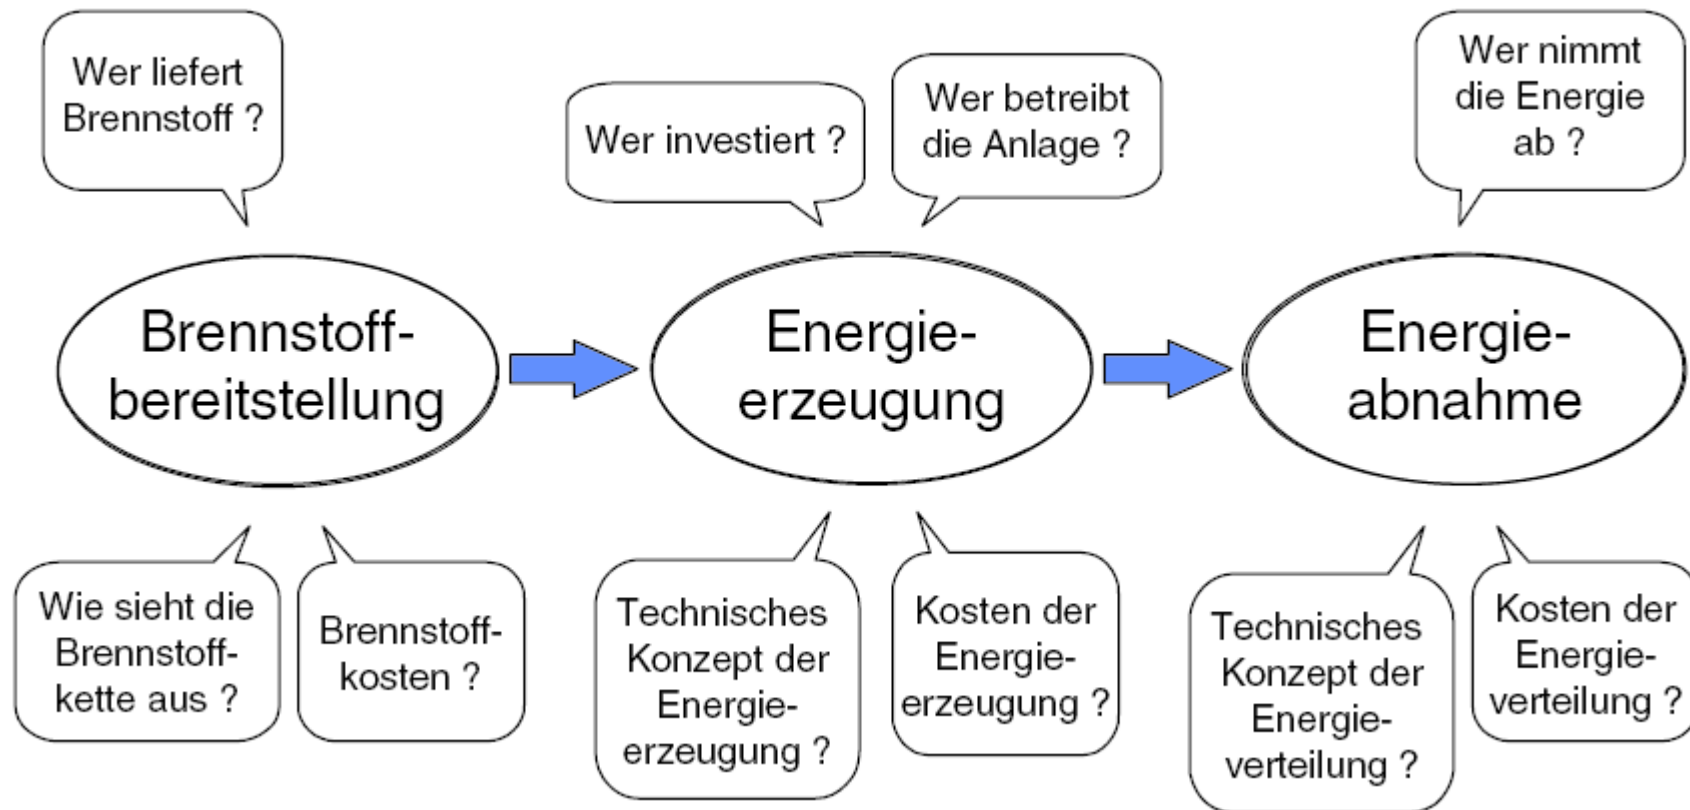 Wer liefert
Brennstoff ?
Wer investiert ?
Wer betreibt
die Anlage ?
Wer nimmt
die Energie
ab ?
Brennstoff-
bereitstellung
Energie-
erzeugung
Energie-
abnahme
Wie sieht die
Brennstoff-
kette aus ?
Brennstoff-
kosten ?
Technisches
Konzept der
Energie-
erzeugung ?
Kosten der
Energie-
erzeugung ?
Technisches
Konzept der
Energie-
verteilung ?
Kosten der
Energie-
verteilung ?